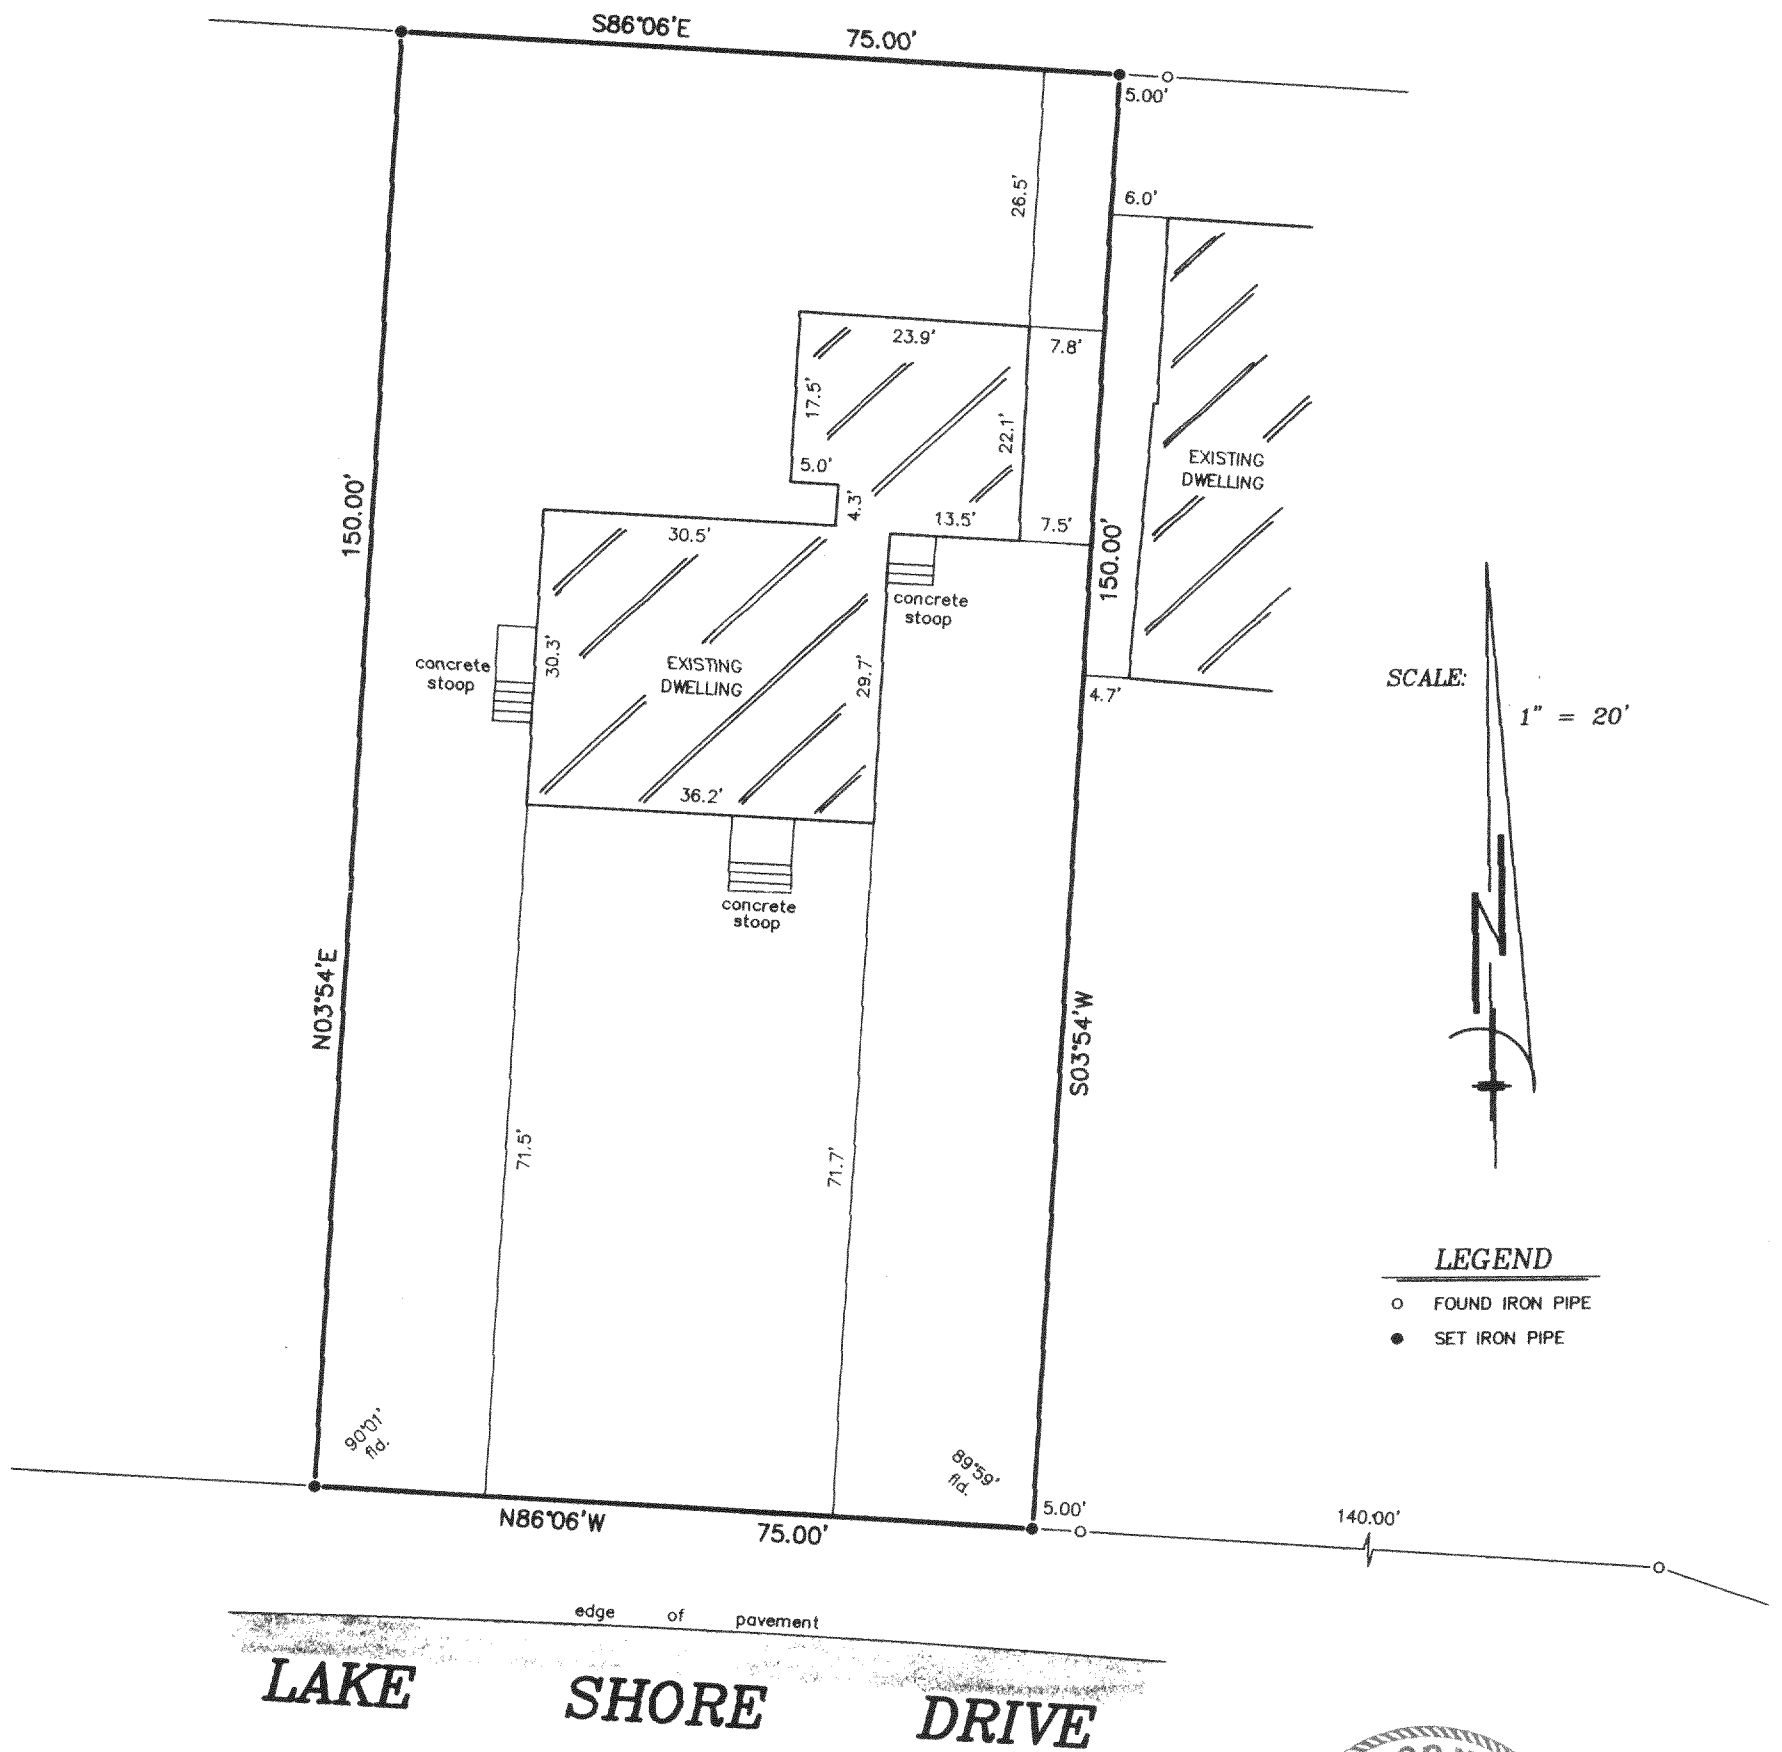 S86°06'E
75.00'
5.00'
26.5'
6.0'
23.9'
7.8'
17.5'
22.1'
5.0'
4.3'
13.5'
7.5'
30.5'
150.00'
150.00'
EXISTING
DWELLING
concrete
stoop
concrete
stoop
30.3'
EXISTING
DWELLING
29.7'
4.7'
SCALE:
1" = 20'
36.2'
concrete
stoop
N
N03°54'E
S03°54'W
71.5'
71.7'
LEGEND
FOUND IRON PIPE
SET IRON PIPE
90°01'
fld.
89°59'
fld.
5.00'
140.00'
N86°06'W
75.00'
edge of pavement
LAKE SHORE DRIVE